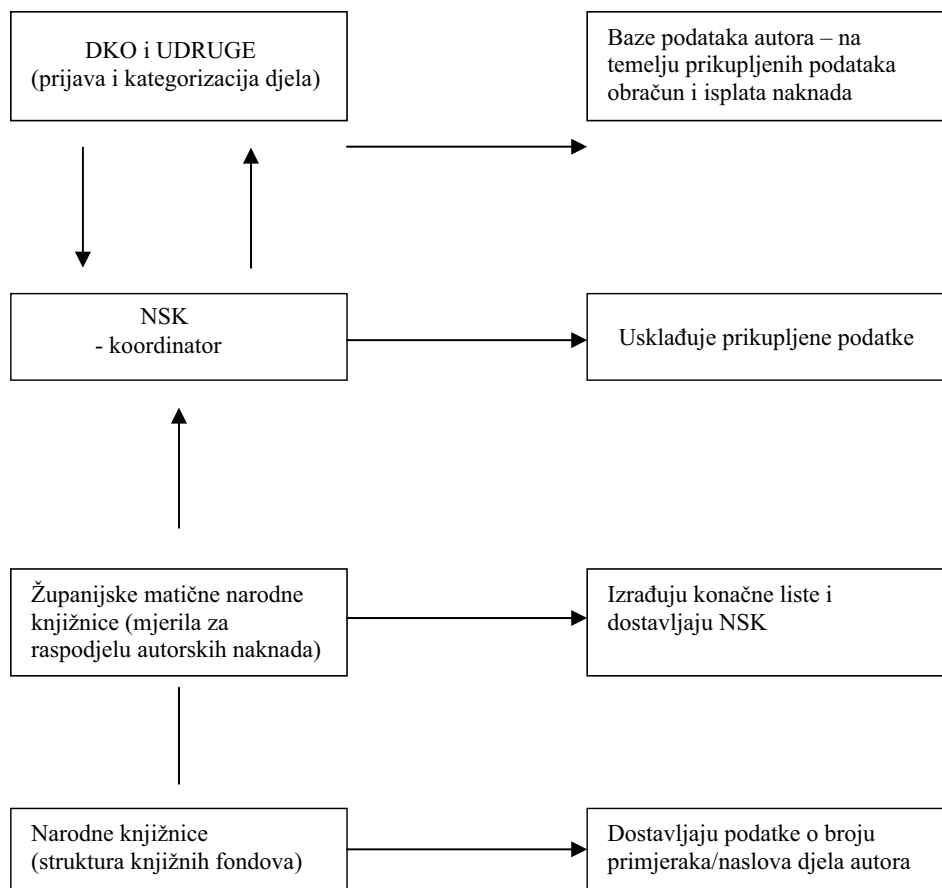 DKO i UDRUGE
(prijava i kategorizacija djela)
Baze podataka autora – na
temelju prikupljenih podataka
obračun i isplata naknada
NSK
- koordinator
Usklađuje prikupljene podatke
Županijske matične narodne
knjižnice (mjerila za
raspodjelu autorskih naknada)
Izrađuju konačne liste i
dostavljaju NSK
Narodne knjižnice
(struktura knjižnih fondova)
Dostavljaju podatke o broju
primjeraka/naslova djela autora